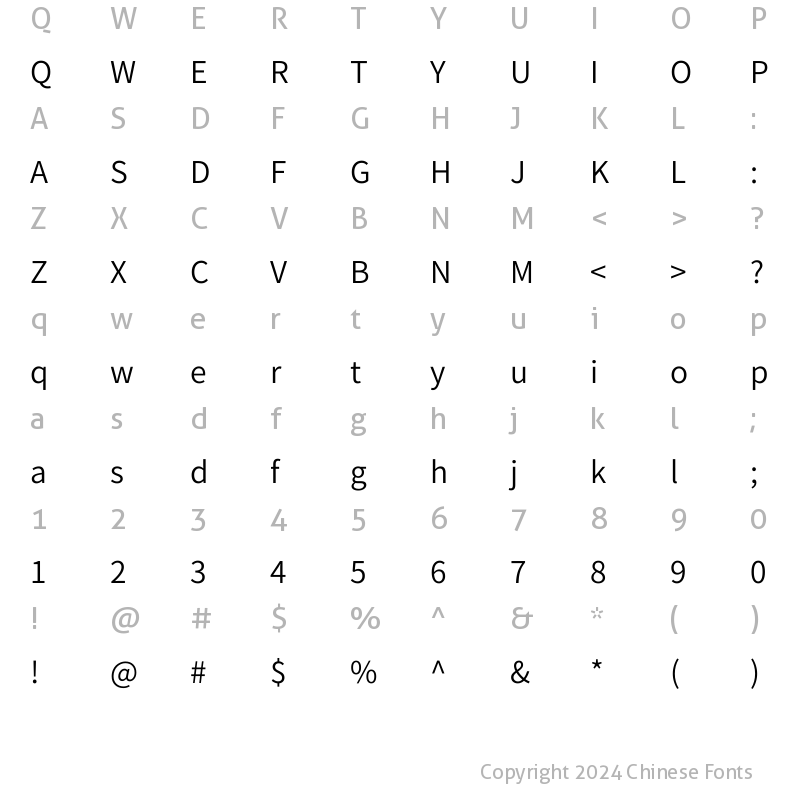 Q W E R T Y U I O P
Q W E R T Y U I O P
A S D F G H J K L :
A S D F G H J K L :
Z X C V B N M < > ?
Z X C V B N M < > ?
q w e r t y u i o p
q w e r t y u i o p
a s d f g h j k l ;
a s d f g h j k l ;
1 2 3 4 5 6 7 8 9 0
1 2 3 4 5 6 7 8 9 0
! @ # $ % ^ & * ( )
! @ # $ % ^ & * ( )
Copyright 2024 Chinese Fonts